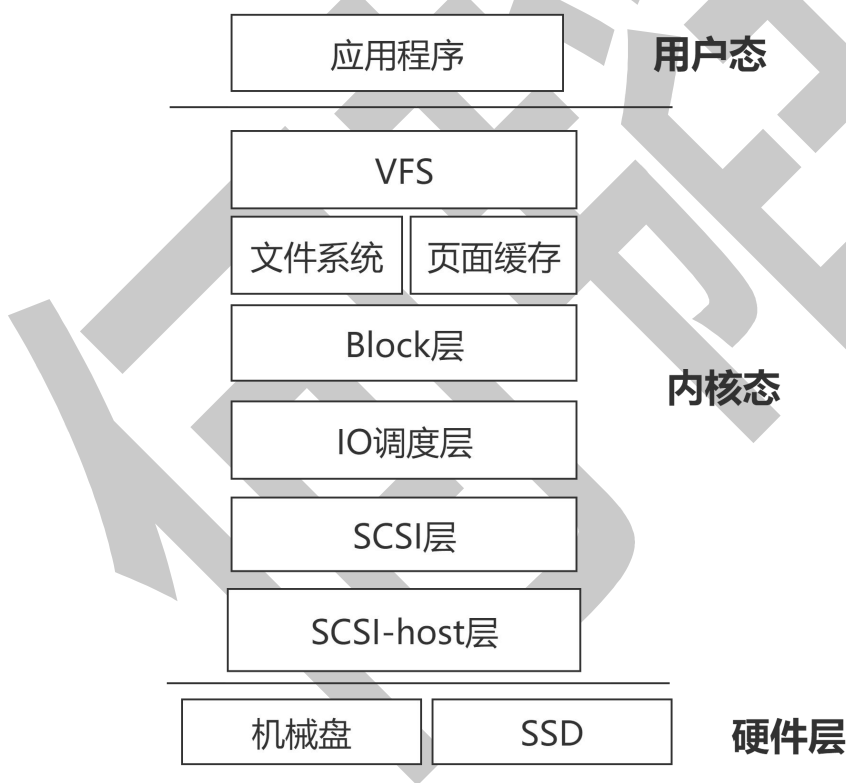 应用程序
用户态
VFS
文件系统
页面缓存
Block层
内核态
IO调度层
SCSI层
SCSI-host层
机械盘
SSD
硬件层